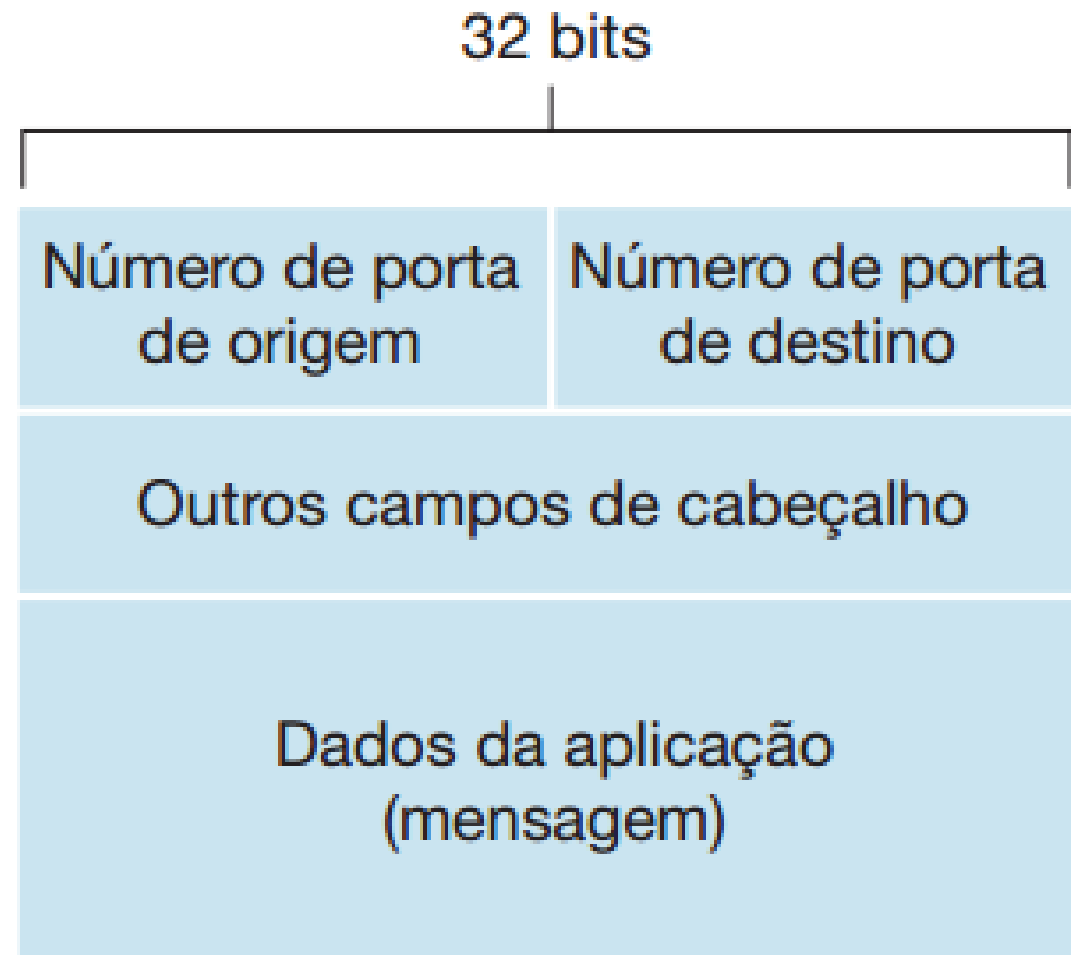 32 bits
Número de porta
de origem
Número de porta
de destino
Outros campos de cabeçalho
Dados da aplicação
(mensagem)